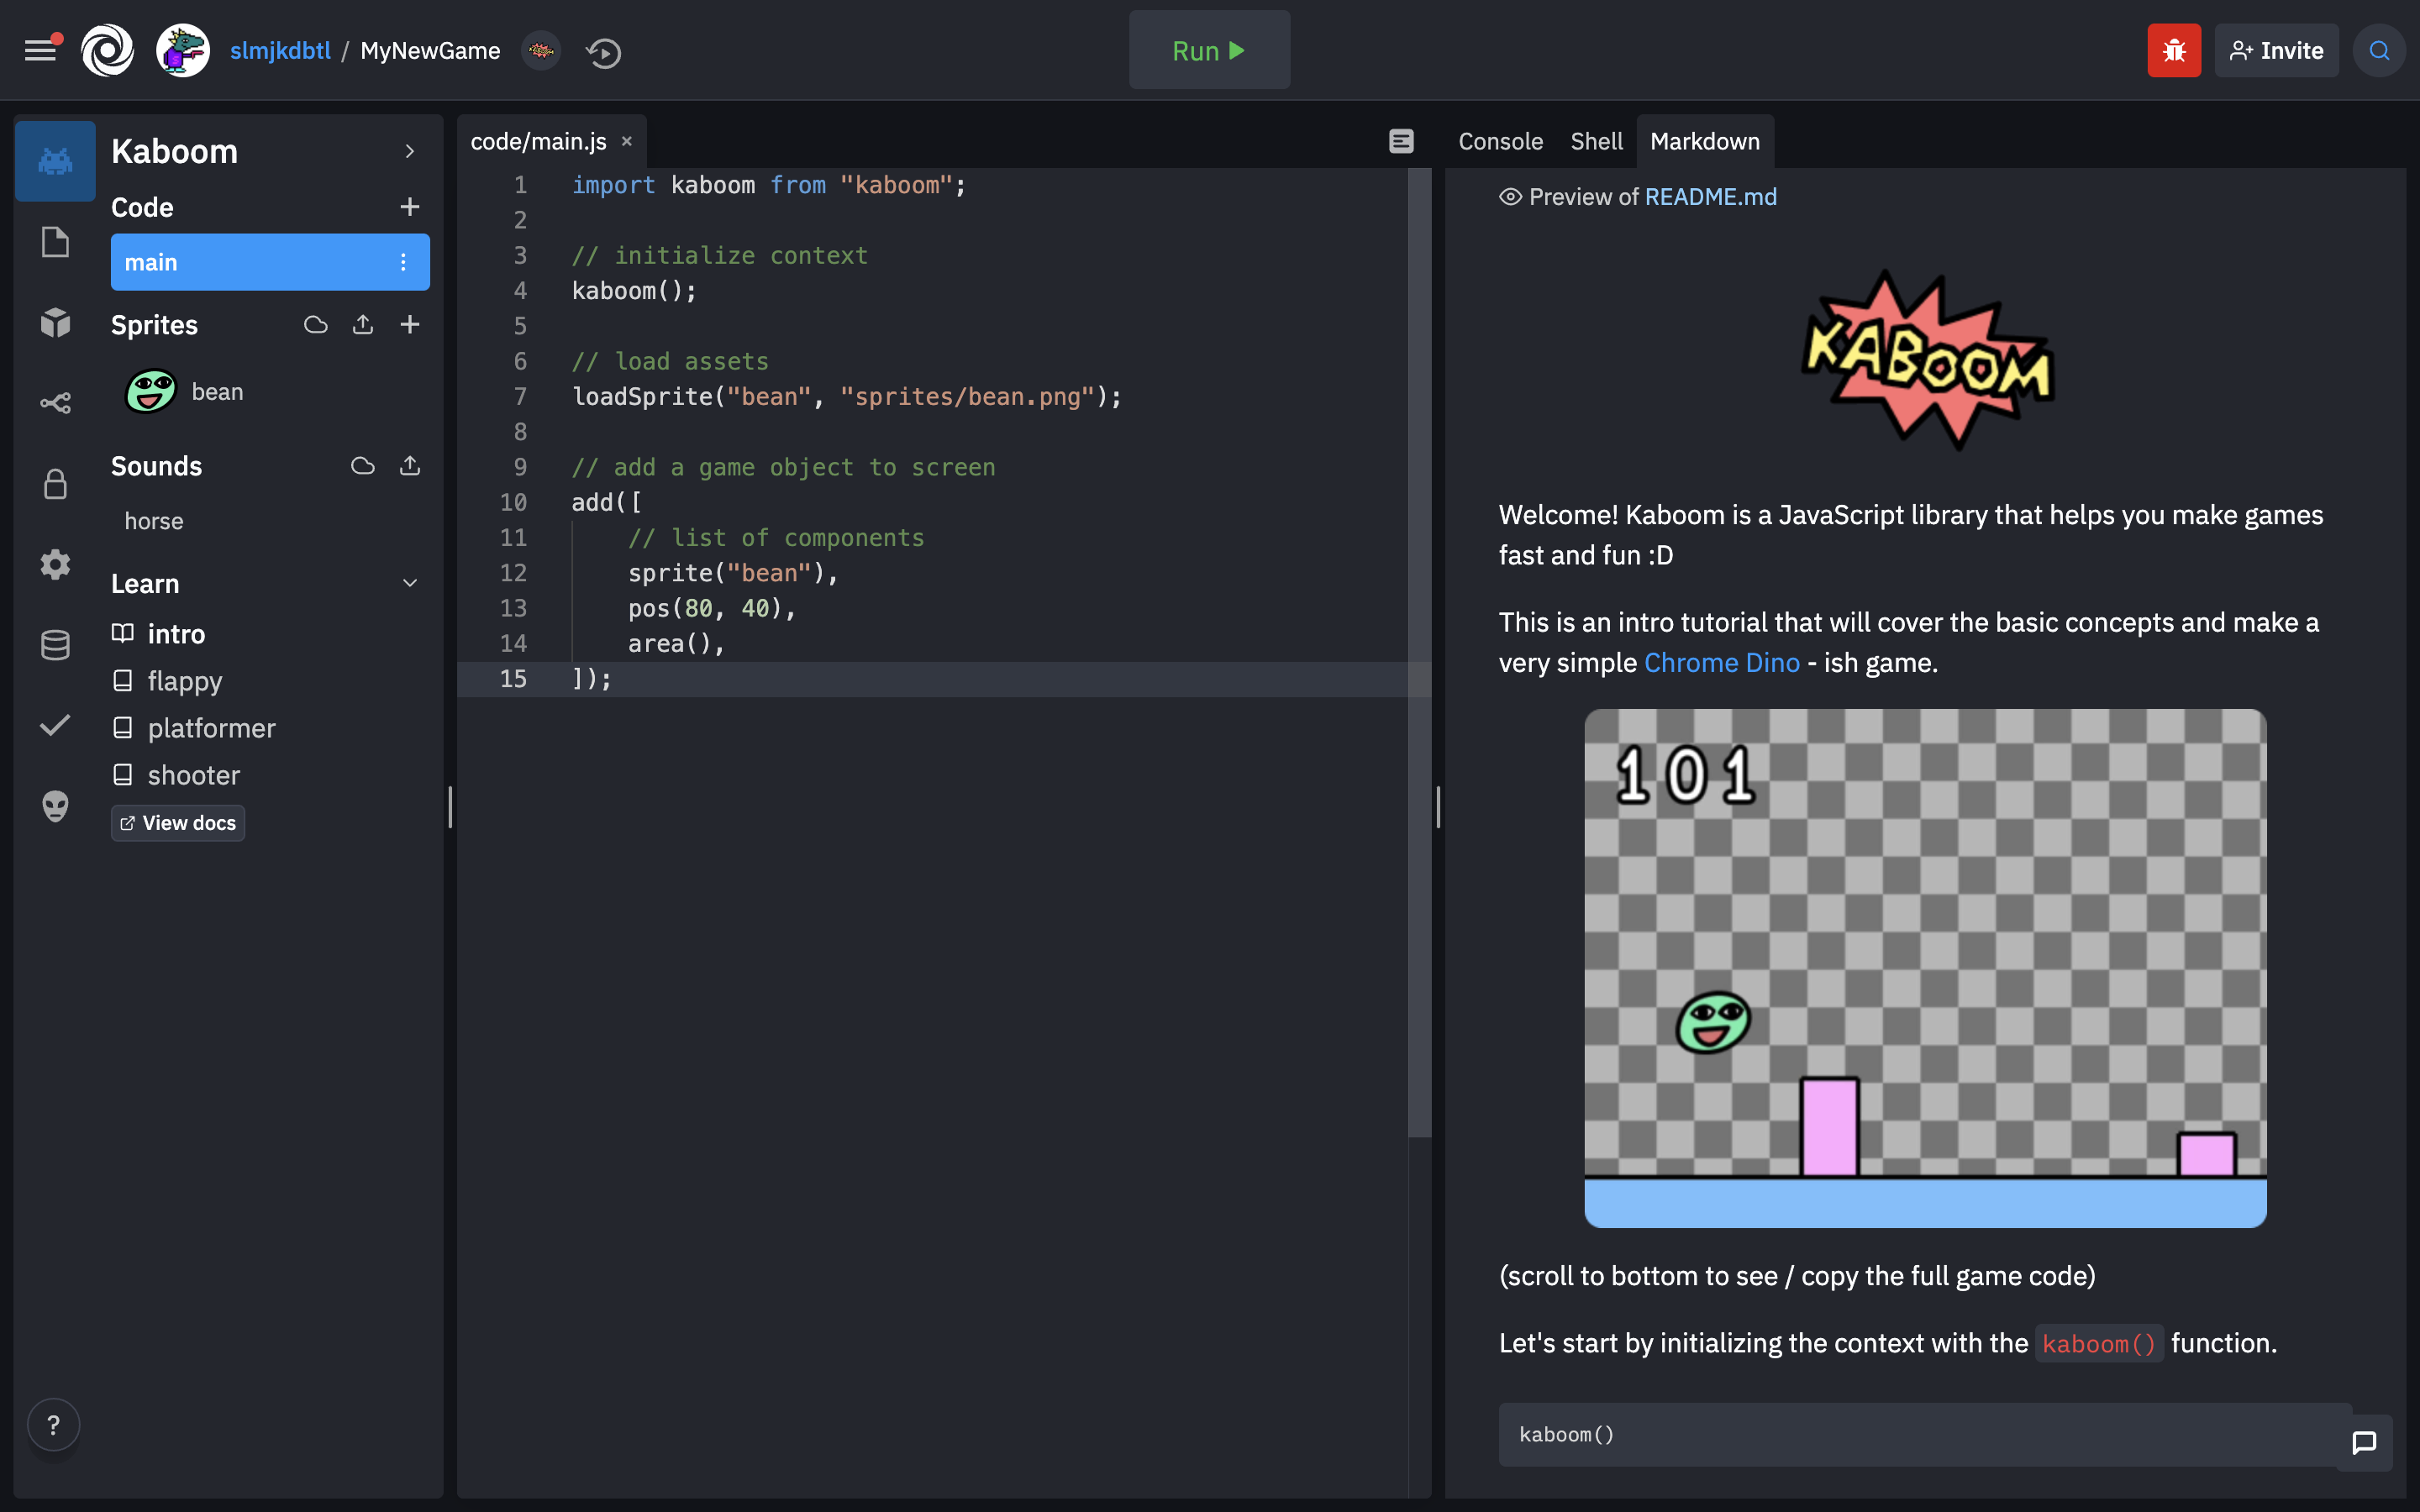 slmjkdbtl / MyNewGame
Run
Invite
Kaboom
Code
main
Sprites
bean
Sounds
horse
Learn
intro
flappy
platformer
shooter
View docs
?
code/main.js ×
1 import kaboom from "kaboom";
2
3 // initialize context
4 kaboom();
5
6 // load assets
7 loadSprite("bean", "sprites/bean.png");
8
9 // add a game object to screen
10 add([
11 // list of components
12 sprite("bean"),
13 pos(80, 40),
14 area(),
15 ]);
Console Shell Markdown
Preview of README.md
KABOOM
Welcome! Kaboom is a JavaScript library that helps you make games
fast and fun :D
This is an intro tutorial that will cover the basic concepts and make a
very simple Chrome Dino - ish game.
101
(scroll to bottom to see / copy the full game code)
Let's start by initializing the context with the kaboom() function.
kaboom()